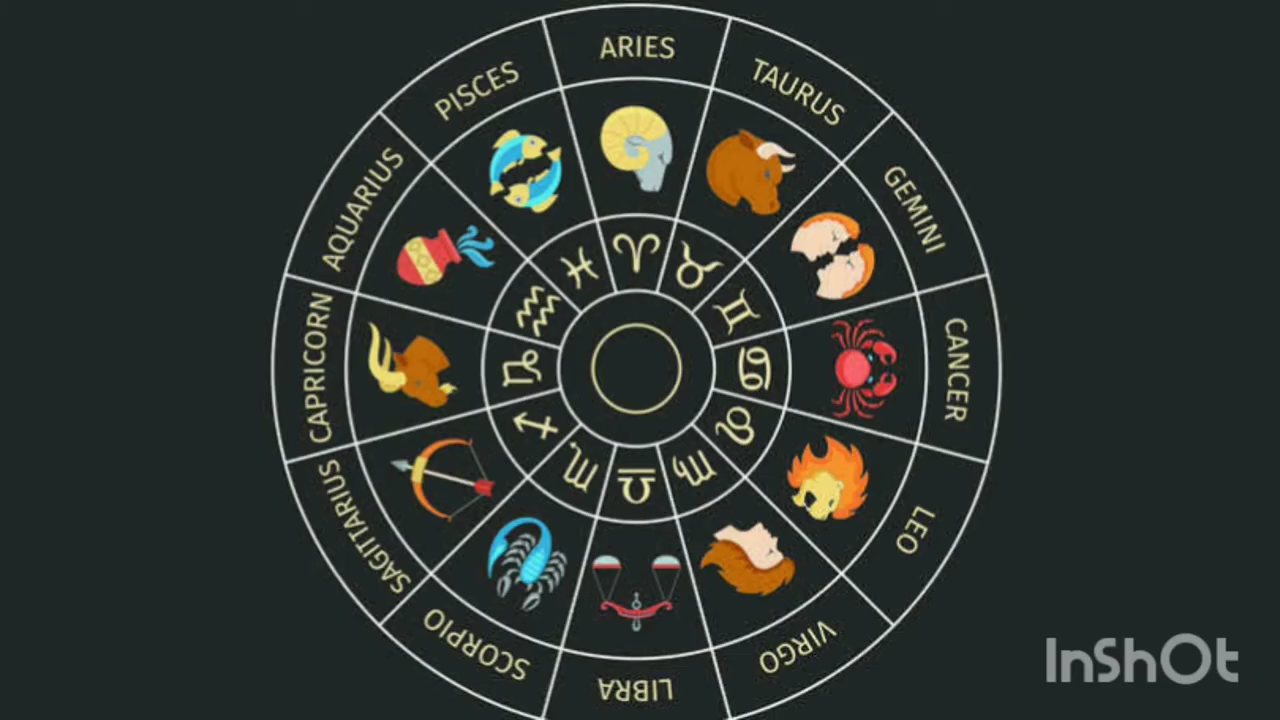 ARIES
TAURUS
GEMINI
CANCER
LEO
VIRGO
LIBRA
SCORPIO
SAGITTARIUS
CAPRICORN
AQUARIUS
PISCES
InShOt